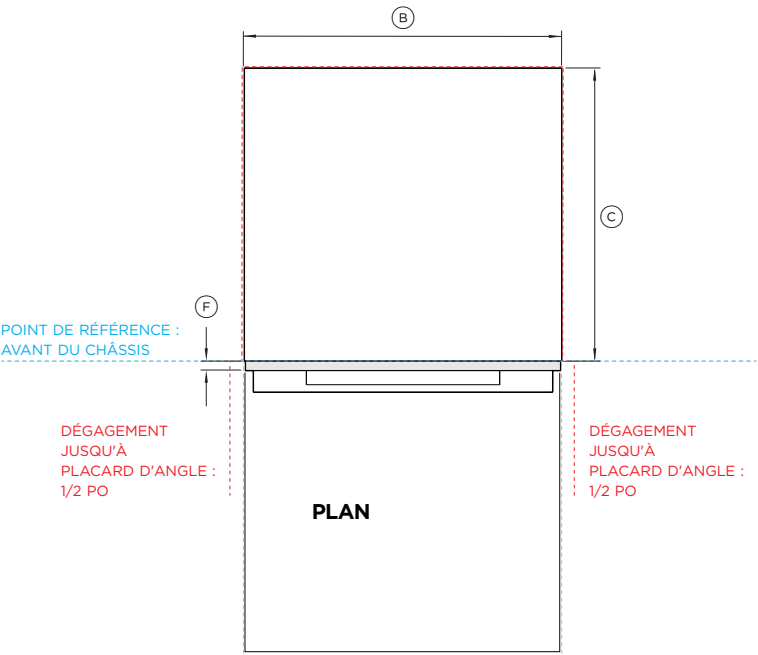 B
C
F
POINT DE RÉFÉRENCE :
AVANT DU CHÂSSIS
DÉGAGEMENT
JUSQU'À
PLACARD D'ANGLE :
1/2 PO
DÉGAGEMENT
JUSQU'À
PLACARD D'ANGLE :
1/2 PO
PLAN